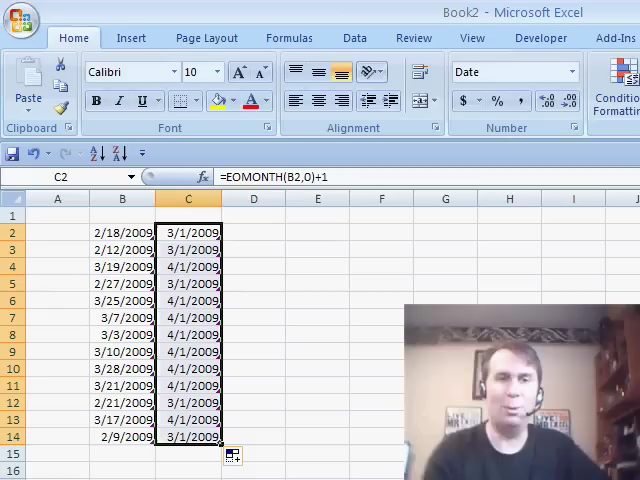 Book2 - Microsoft Excel
Home Insert Page Layout Formulas Data Review View Developer Add-Ins
Calibri 10 A A Date
Paste B I U A $ % , .0 .00 .00 .0 Conditio
Formatting
Clipboard Font Alignment Number
C2 fx =EOMONTH(B2,0)+1
A B C D E F G H I J
1
2 2/18/2009 3/1/2009
3 2/12/2009 3/1/2009
4 3/19/2009 4/1/2009
5 2/27/2009 3/1/2009
6 3/25/2009 4/1/2009
7 3/7/2009 4/1/2009
8 3/3/2009 4/1/2009
9 3/10/2009 4/1/2009
10 3/28/2009 4/1/2009
11 3/21/2009 4/1/2009
12 2/21/2009 3/1/2009
13 3/17/2009 4/1/2009
14 2/9/2009 3/1/2009
15
16